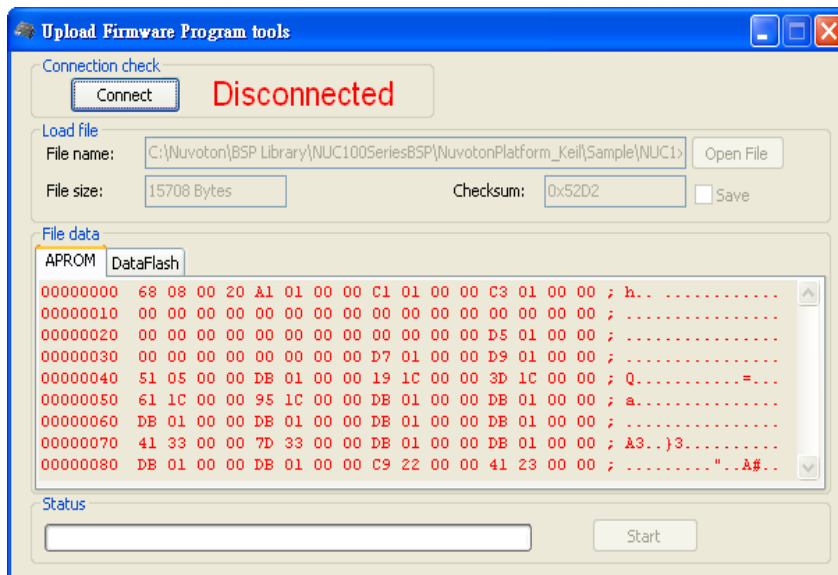 Upload Firmware Program tools
Connection check
Connect
Disconnected
Load file
File name: C:\Nuvoton\BSP Library\NUC100SeriesBSP\NuvotonPlatform_Keil\Sample\NUC1 Open File
File size: 15708 Bytes Checksum: 0x52D2 Save
File data
APROM DataFlash
00000000 68 08 00 20 A1 01 00 00 C1 01 00 00 C3 01 00 00 ; h.. ............
00000010 00 00 00 00 00 00 00 00 00 00 00 00 00 00 00 00 ; ................
00000020 00 00 00 00 00 00 00 00 00 00 00 00 D5 01 00 00 ; ................
00000030 00 00 00 00 00 00 00 00 D7 01 00 00 D9 01 00 00 ; ................
00000040 51 05 00 00 DB 01 00 00 19 1C 00 00 3D 1C 00 00 ; Q...........=...
00000050 61 1C 00 00 95 1C 00 00 DB 01 00 00 DB 01 00 00 ; a...............
00000060 DB 01 00 00 DB 01 00 00 DB 01 00 00 DB 01 00 00 ; ................
00000070 41 33 00 00 7D 33 00 00 DB 01 00 00 DB 01 00 00 ; A3..}3..........
00000080 DB 01 00 00 DB 01 00 00 C9 22 00 00 41 23 00 00 ; ........."..A#..
Status
Start